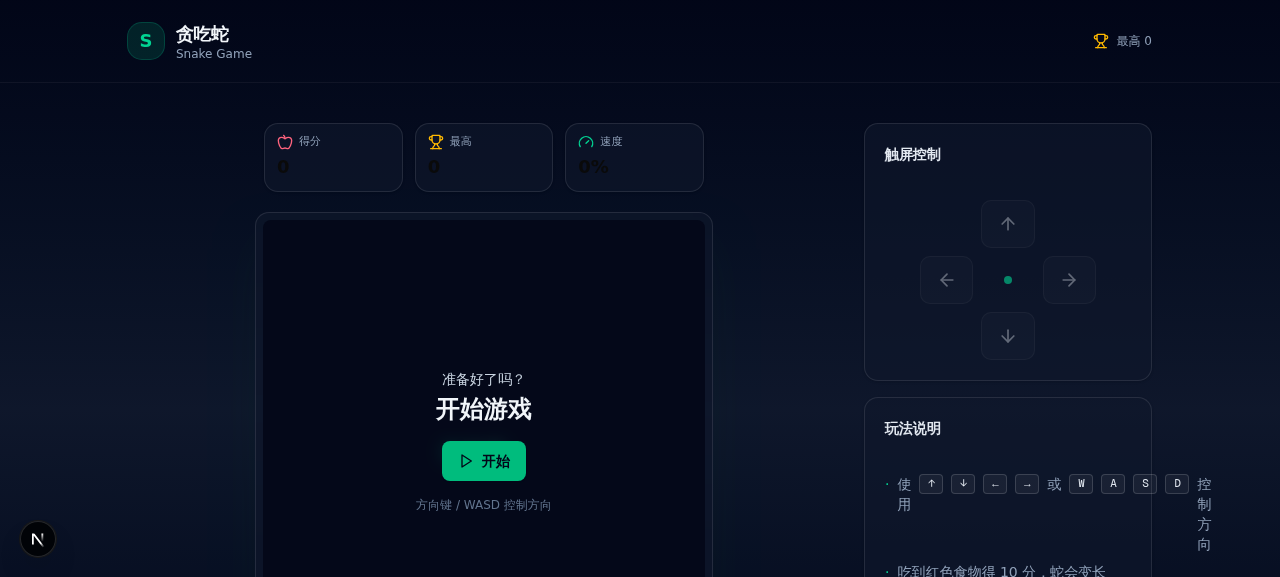 S
贪吃蛇
Snake Game
最高 0
得分
0
最高
0
速度
0%
准备好了吗？
开始游戏
开始
方向键 / WASD 控制方向
N
触屏控制
玩法说明
· 使用 ↑ ↓ ← → 或 W A S D 控制方向
· 吃到红色食物得 10 分，蛇会变长